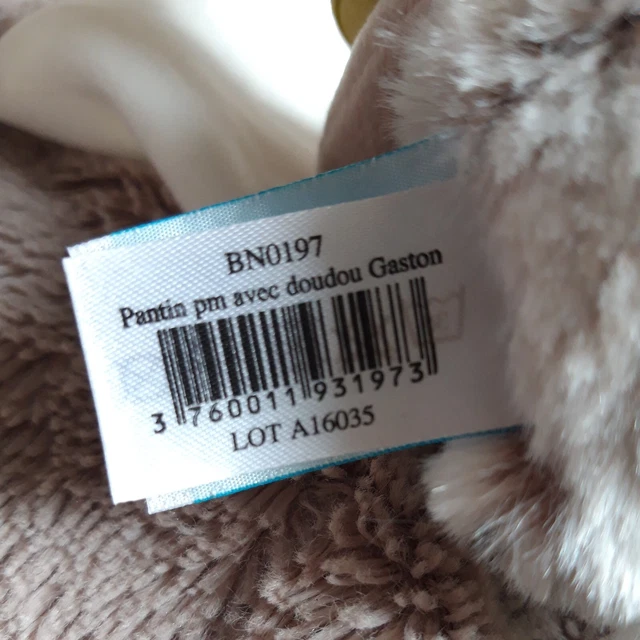 BN0197
Pantin pm avec doudou Gaston
3 760011 931973
LOT A16035